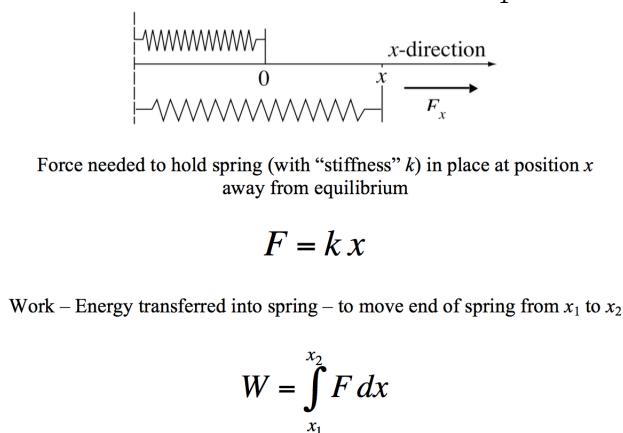 x-direction
0 x
F_x
Force needed to hold spring (with “stiffness” k) in place at position x
away from equilibrium
F = k x
Work – Energy transferred into spring – to move end of spring from x₁ to x₂
W = ∫_{x₁}^{x₂} F dx